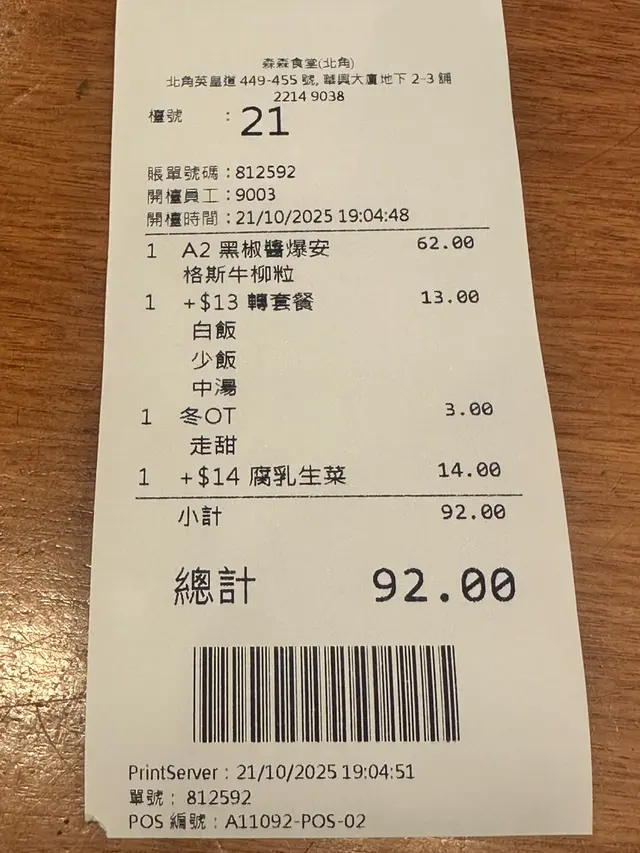 森森食堂(北角)
北角英皇道 449-455 號, 華興大廈地下 2-3 舖
2214 9038
檯號 : 21
賬單號碼 : 812592
開檯員工 : 9003
開檯時間 : 21/10/2025 19:04:48
1 A2 黑椒醬爆安 62.00
格斯牛柳粒
1 +$13 轉套餐 13.00
白飯
少飯
中湯
1 冬OT 3.00
走甜
1 +$14 腐乳生菜 14.00
小計 92.00
總計 92.00
PrintServer : 21/10/2025 19:04:51
單號 : 812592
POS 編號 : A11092-POS-02